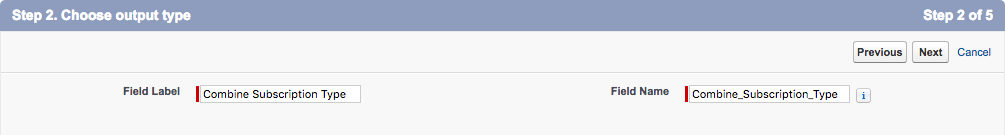 Step 2. Choose output type Step 2 of 5
Previous Next Cancel
Field Label Combine Subscription Type Field Name Combine_Subscription_Type i